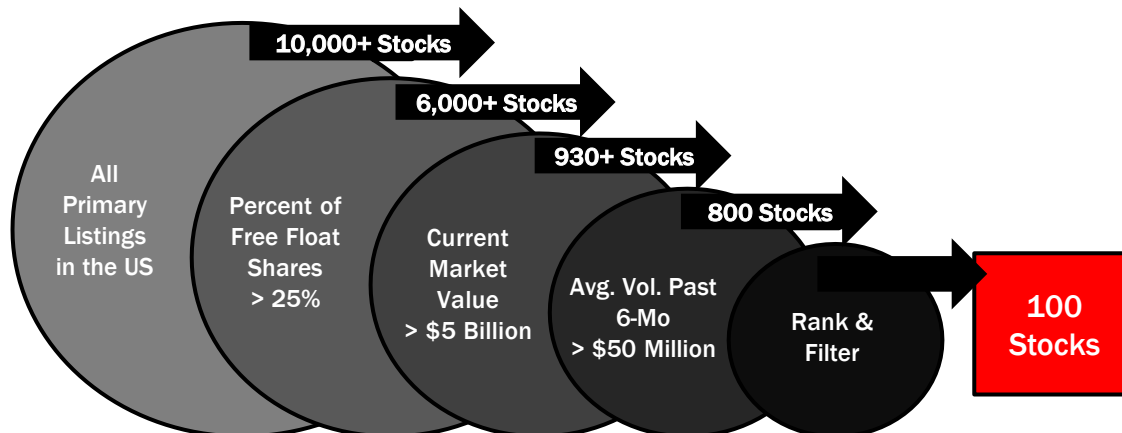 10,000+ Stocks
6,000+ Stocks
930+ Stocks
800 Stocks
All
Primary
Listings
in the US
Percent of
Free Float
Shares
> 25%
Current
Market
Value
> $5 Billion
Avg. Vol. Past
6-Mo
> $50 Million
Rank &
Filter
100
Stocks